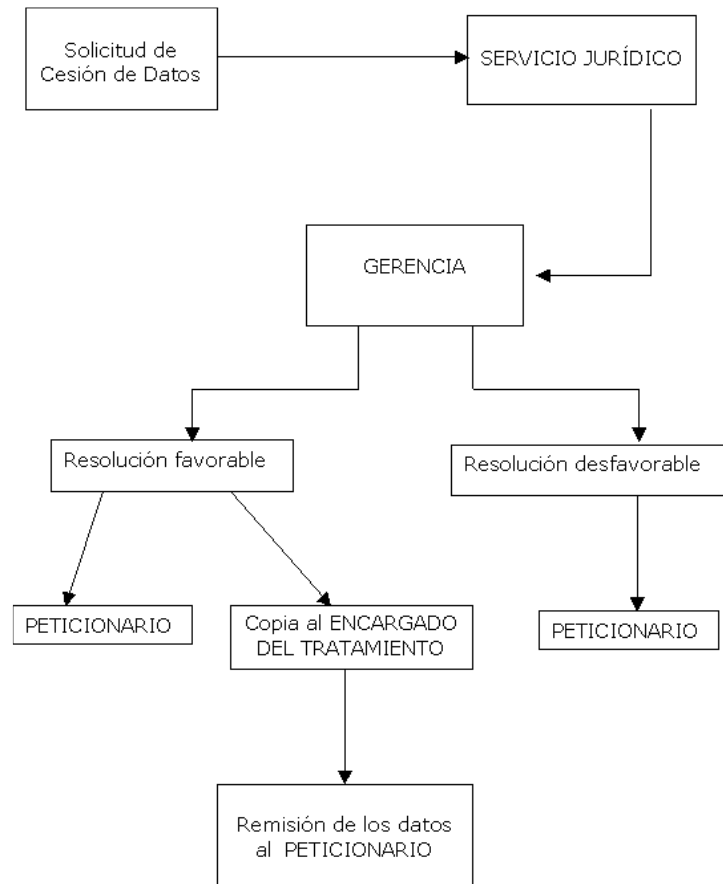 Solicitud de
Cesión de Datos
SERVICIO JURÍDICO
GERENCIA
Resolución favorable
Resolución desfavorable
PETICIONARIO
Copia al ENCARGADO
DEL TRATAMIENTO
PETICIONARIO
Remisión de los datos
al PETICIONARIO